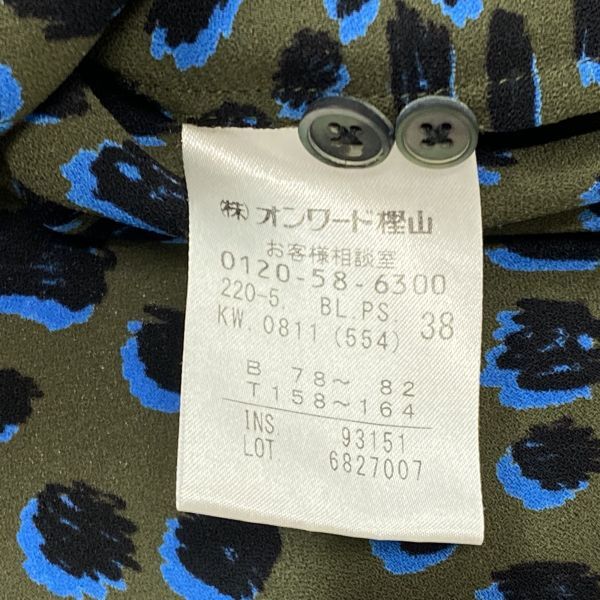 ㈱ オンワード樫山
お客様相談室
0120-58-6300
220-5. BL.PS. 38
KW. 0811 (554)
B 78〜 82
T 158〜164
INS 93151
LOT 6827007